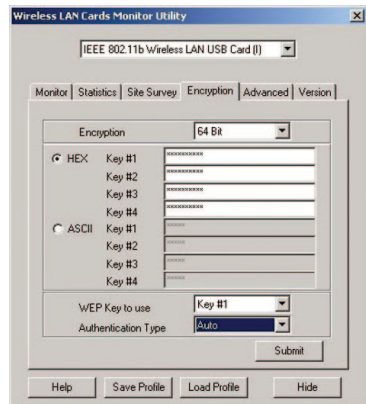 Wireless LAN Cards Monitor Utility
IEEE 802.11b Wireless LAN USB Card (I)
Monitor Statistics Site Survey Encryption Advanced Version
Encryption 64 Bit
HEX Key #1 **********
Key #2 **********
Key #3 **********
Key #4 **********
ASCII Key #1 *****
Key #2 *****
Key #3 *****
Key #4 *****
WEP Key to use Key #1
Authentication Type Auto
Submit
Help Save Profile Load Profile Hide